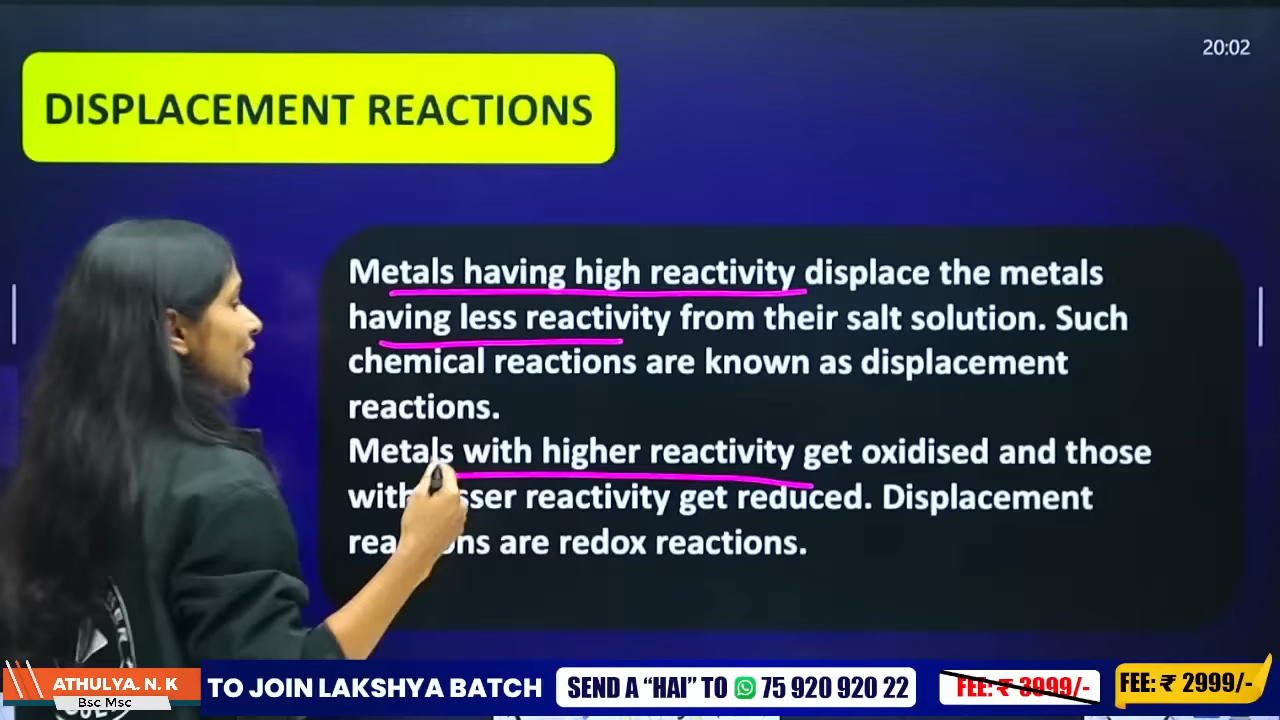 20:02
DISPLACEMENT REACTIONS
Metals having high reactivity displace the metals
having less reactivity from their salt solution. Such
chemical reactions are known as displacement
reactions.
Metals with higher reactivity get oxidised and those
with lesser reactivity get reduced. Displacement
reactions are redox reactions.
ATHULYA. N. K
Bsc Msc
TO JOIN LAKSHYA BATCH
SEND A “HAI” TO 75 920 920 22
FEE: ₹ 3999/-
FEE: ₹ 2999/-